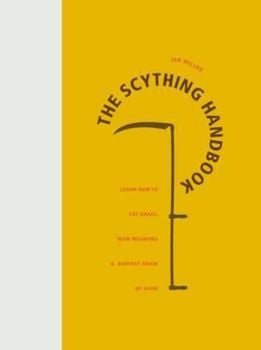 IAN MILLER
THE SCYTHING HANDBOOK
LEARN HOW TO
CUT GRASS,
MOW MEADOWS
& HARVEST GRAIN
BY HAND